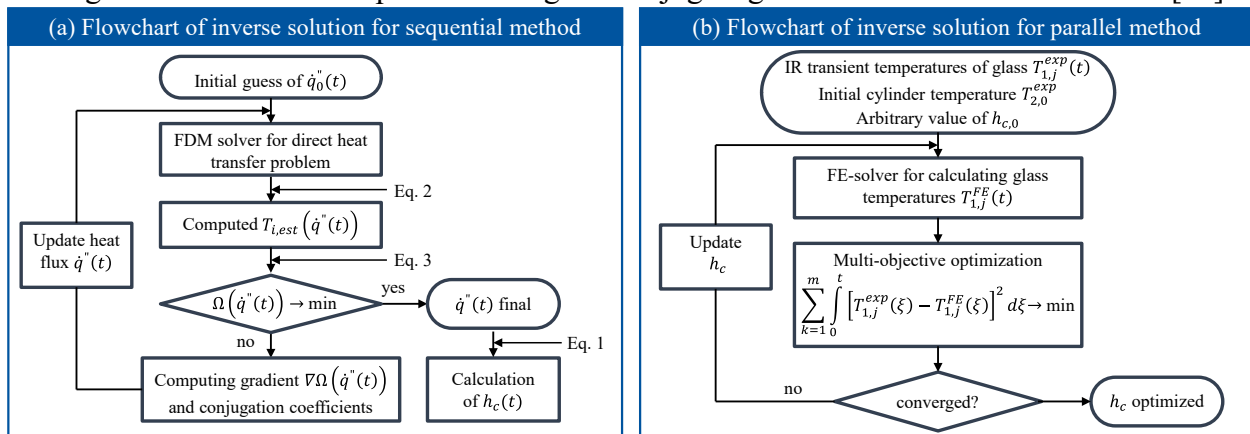 (a) Flowchart of inverse solution for sequential method
Initial guess of q̇"₀(t)
FDM solver for direct heat
transfer problem
Eq. 2
Computed T_{i,est}(q̇"(t))
Update heat
flux q̇"(t)
Eq. 3
Ω(q̇"(t)) → min
yes
q̇"(t) final
no
Eq. 1
Computing gradient ∇Ω(q̇"(t))
and conjugation coefficients
Calculation
of h_c(t)
(b) Flowchart of inverse solution for parallel method
IR transient temperatures of glass T_{1,j}^{exp}(t)
Initial cylinder temperature T_{2,0}^{exp}
Arbitrary value of h_{c,0}
FE-solver for calculating glass
temperatures T_{1,j}^{FE}(t)
Update
h_c
Multi-objective optimization
∑_{k=1}^{m} ∫_0^t [T_{1,j}^{exp}(ξ) − T_{1,j}^{FE}(ξ)]² dξ → min
no
converged?
h_c optimized